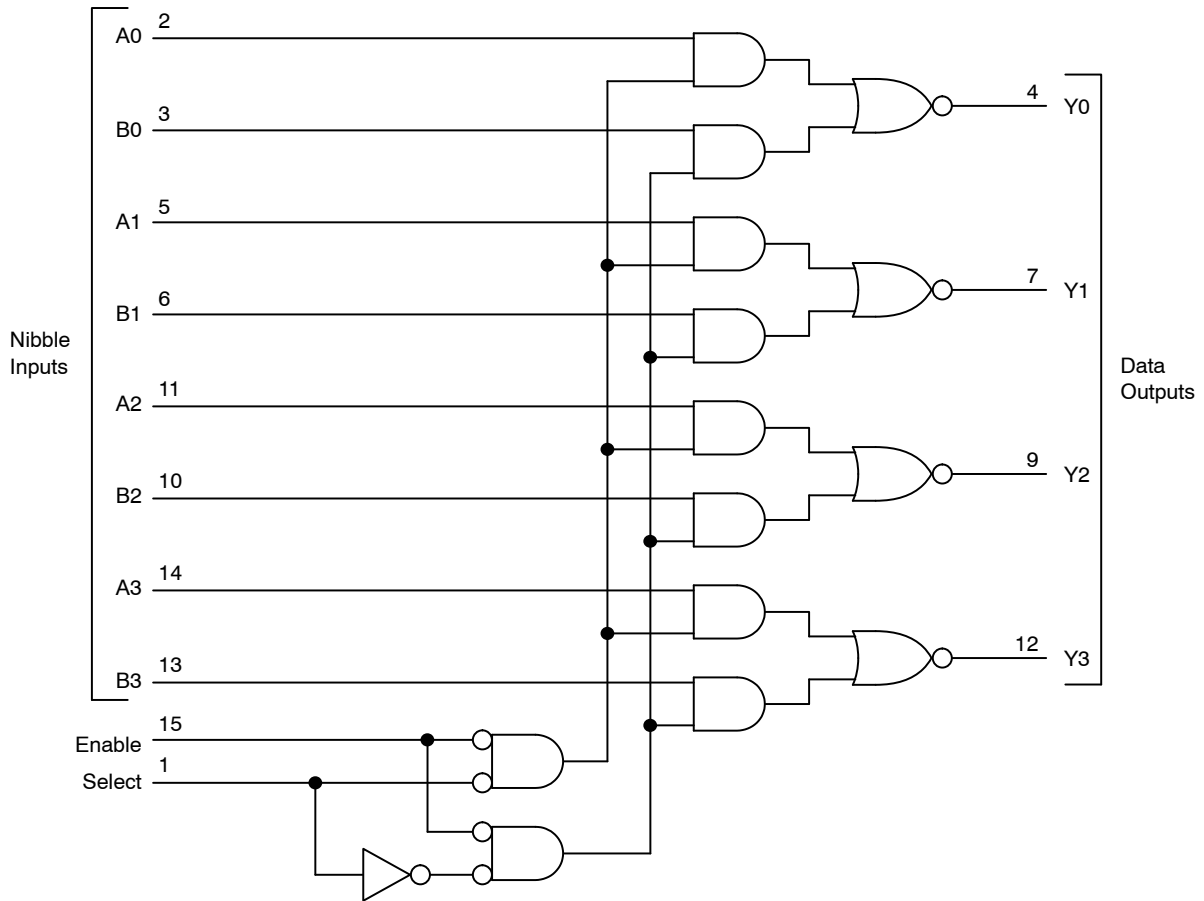 A0 2
B0 3
A1 5
B1 6
A2 11
B2 10
A3 14
B3 13
Nibble
Inputs
Enable 15
Select 1
4 Y0
7 Y1
9 Y2
12 Y3
Data
Outputs